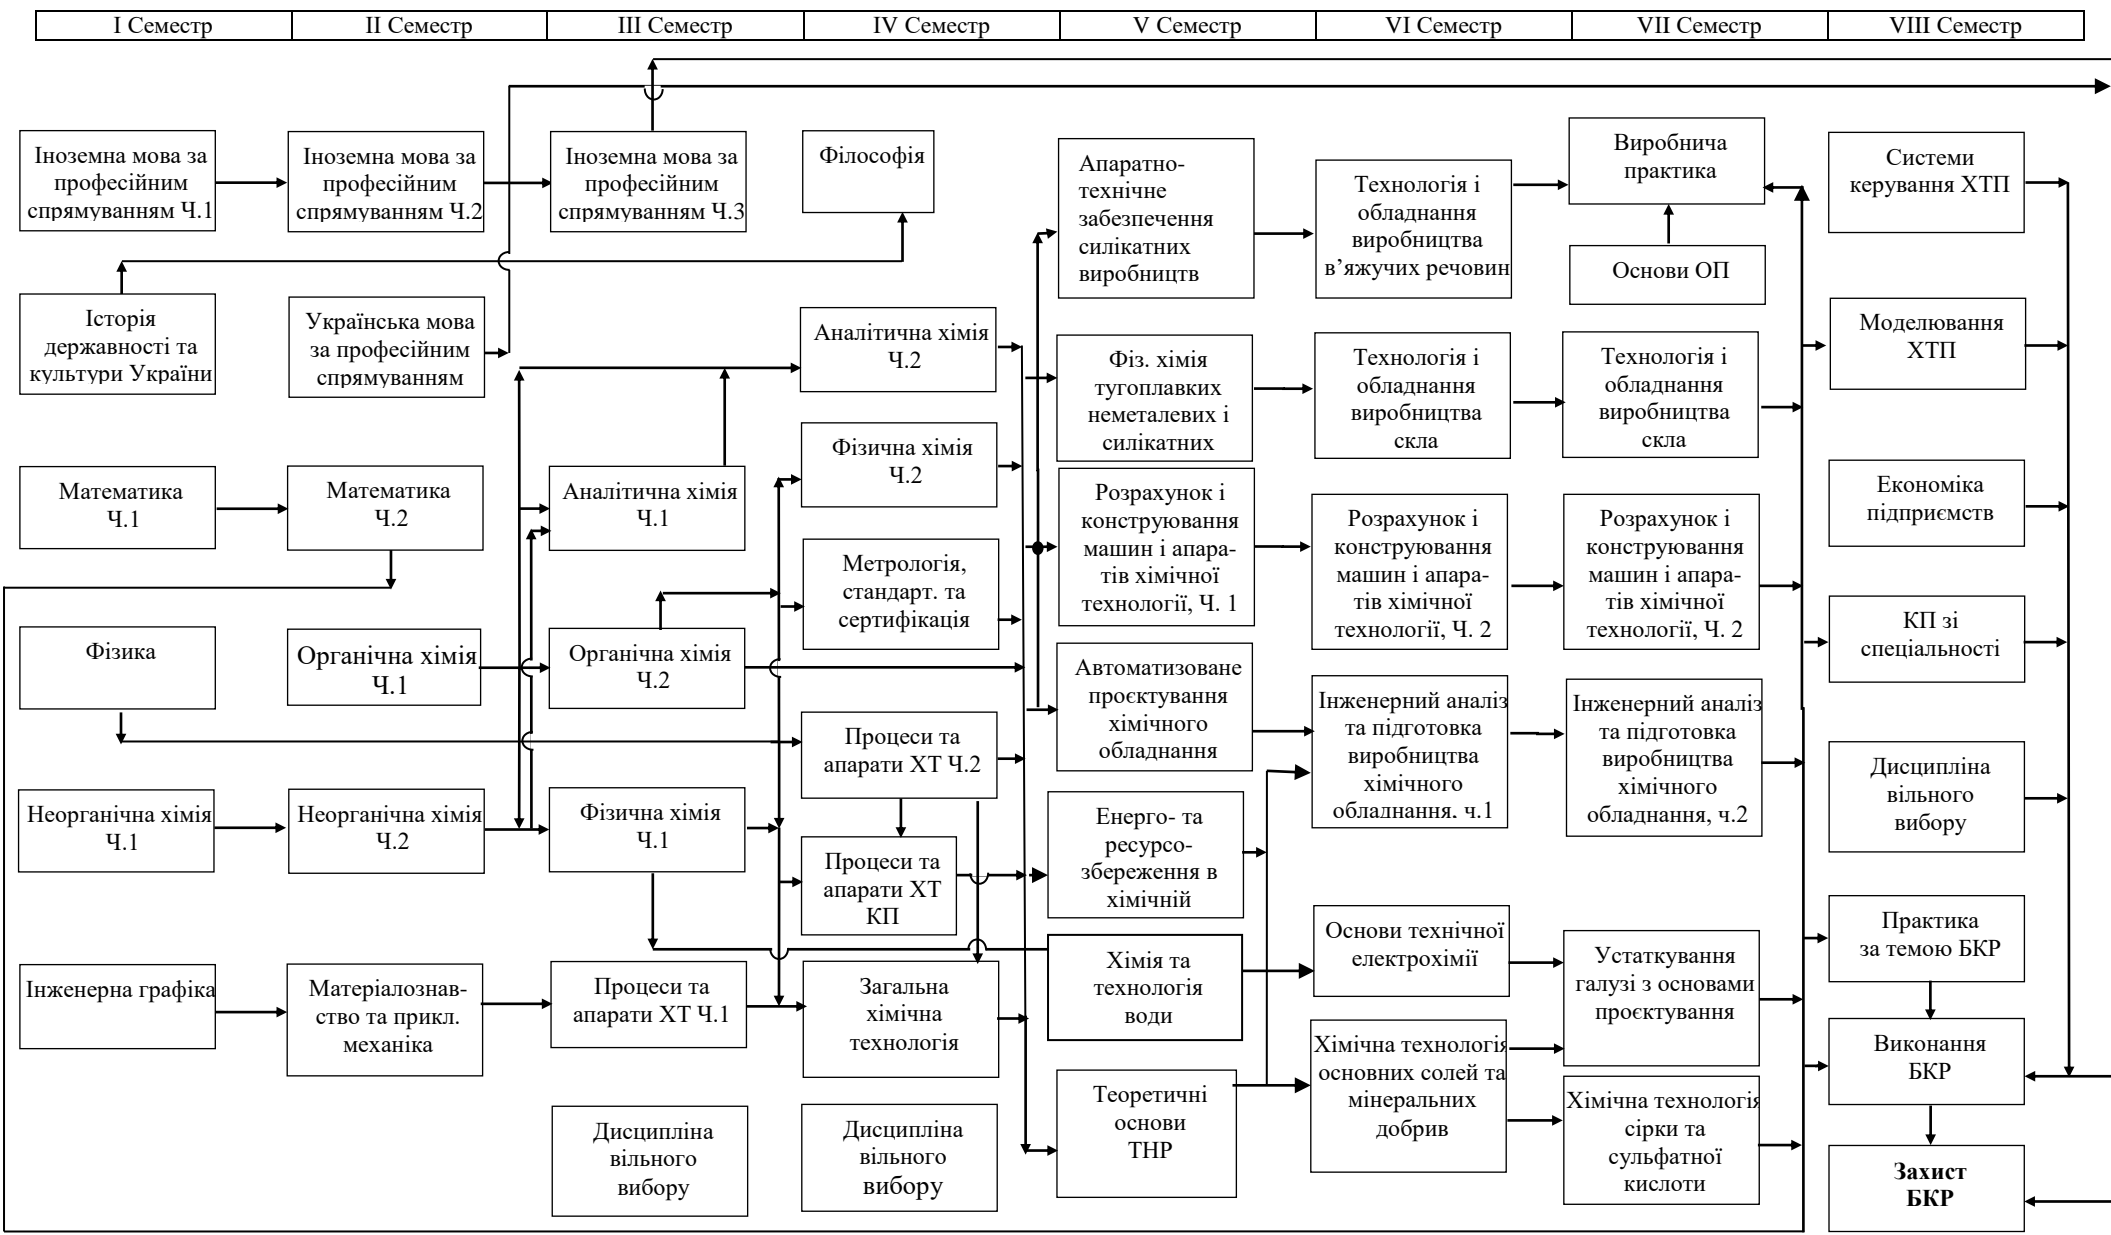 I Семестр
II Семестр
III Семестр
IV Семестр
V Семестр
VI Семестр
VII Семестр
VIII Семестр
Іноземна мова за
професійним
спрямуванням Ч.1
Історія
державності та
культури України
Математика
Ч.1
Фізика
Неорганічна хімія
Ч.1
Інженерна графіка
Іноземна мова за
професійним
спрямуванням Ч.2
Українська мова
за професійним
спрямуванням
Математика
Ч.2
Органічна хімія
Ч.1
Неорганічна хімія
Ч.2
Матеріалознав-
ство та прикл.
механіка
Іноземна мова за
професійним
спрямуванням Ч.3
Аналітична хімія
Ч.1
Органічна хімія
Ч.2
Фізична хімія
Ч.1
Процеси та
апарати ХТ Ч.1
Дисципліна
вільного
вибору
Філософія
Аналітична хімія
Ч.2
Фізична хімія
Ч.2
Метрологія,
стандарт. та
сертифікація
Процеси та
апарати ХТ Ч.2
Процеси та
апарати ХТ
КП
Загальна
хімічна
технологія
Дисципліна
вільного
вибору
Апаратно-
технічне
забезпечення
силікатних
виробництв
Фіз. хімія
тугоплавких
неметалевих і
силікатних
Розрахунок і
конструювання
машин і апара-
тів хімічної
технології, Ч. 1
Автоматизоване
проєктування
хімічного
обладнання
Енерго- та
ресурсо-
збереження в
хімічній
Хімія та
технологія
води
Теоретичні
основи
ТНР
Технологія і
обладнання
виробництва
в’яжучих речовин
Технологія і
обладнання
виробництва
скла
Розрахунок і
конструювання
машин і апара-
тів хімічної
технології, Ч. 2
Інженерний аналіз
та підготовка
виробництва
хімічного
обладнання, ч.1
Основи технічної
електрохімії
Хімічна технологія
основних солей та
мінеральних
добрив
Виробнича
практика
Основи ОП
Технологія і
обладнання
виробництва
скла
Розрахунок і
конструювання
машин і апара-
тів хімічної
технології, Ч. 2
Інженерний аналіз
та підготовка
виробництва
хімічного
обладнання, ч.2
Устаткування
галузі з основами
проєктування
Хімічна технологія
сірки та
сульфатної
кислоти
Системи
керування ХТП
Моделювання
ХТП
Економіка
підприємств
КП зі
спеціальності
Дисципліна
вільного
вибору
Практика
за темою БКР
Виконання
БКР
Захист
БКР